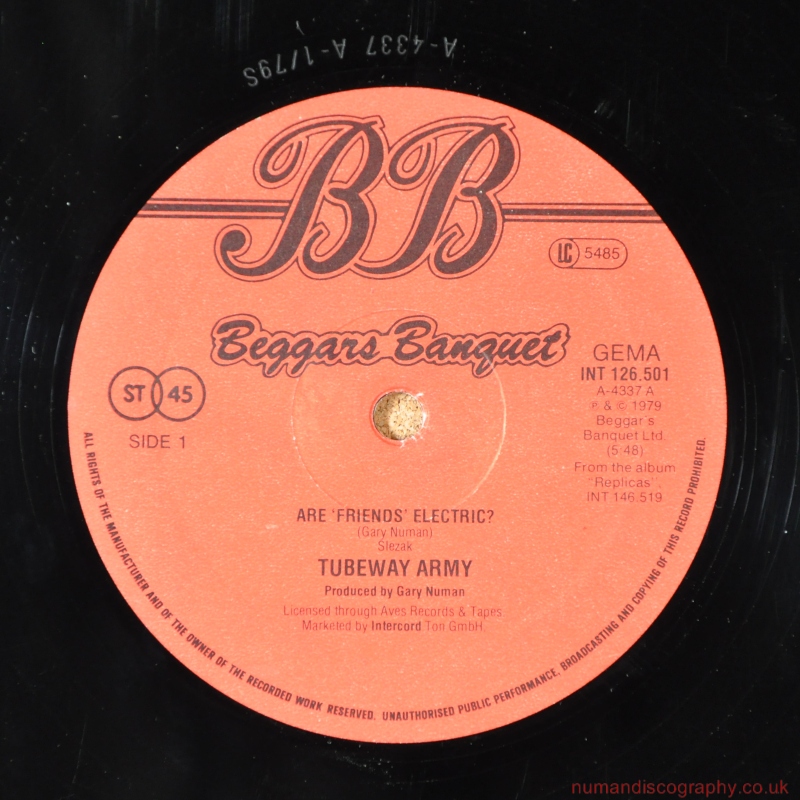 A-4337 A-1/79S
BB
LC 5485
Beggars Banquet
GEMA
INT 126.501
A-4337 A
℗ & © 1979
Beggar's
Banquet Ltd.
(5:48)
From the album
"Replicas",
INT 146.519
ST 45
SIDE 1
ARE 'FRIENDS' ELECTRIC?
(Gary Numan)
Slezak
TUBEWAY ARMY
Produced by Gary Numan
Licensed through Aves Records & Tapes
Marketed by Intercord Ton GmbH.
ALL RIGHTS OF THE MANUFACTURER AND OF THE OWNER OF THE RECORDED WORK RESERVED. UNAUTHORISED PUBLIC PERFORMANCE, BROADCASTING AND COPYING OF THIS RECORD PROHIBITED.
numandiscography.co.uk